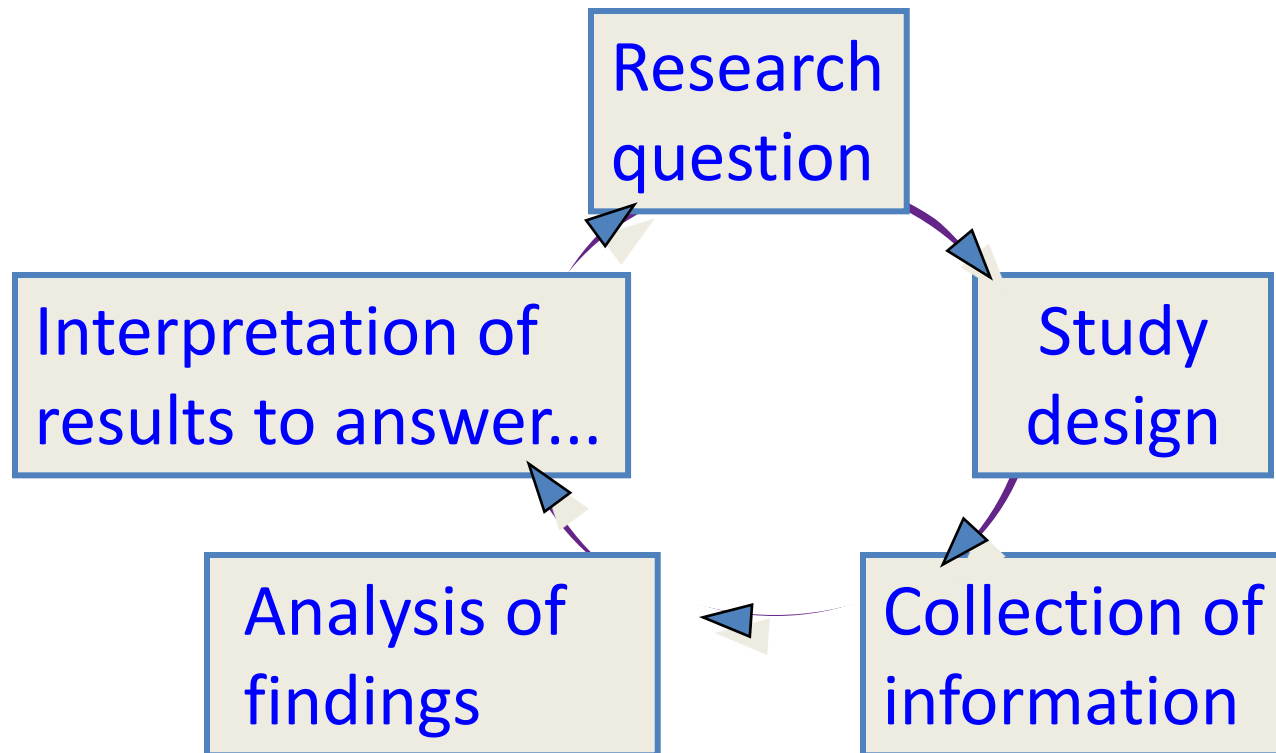 Research
question
Study
design
Collection of
information
Analysis of
findings
Interpretation of
results to answer...